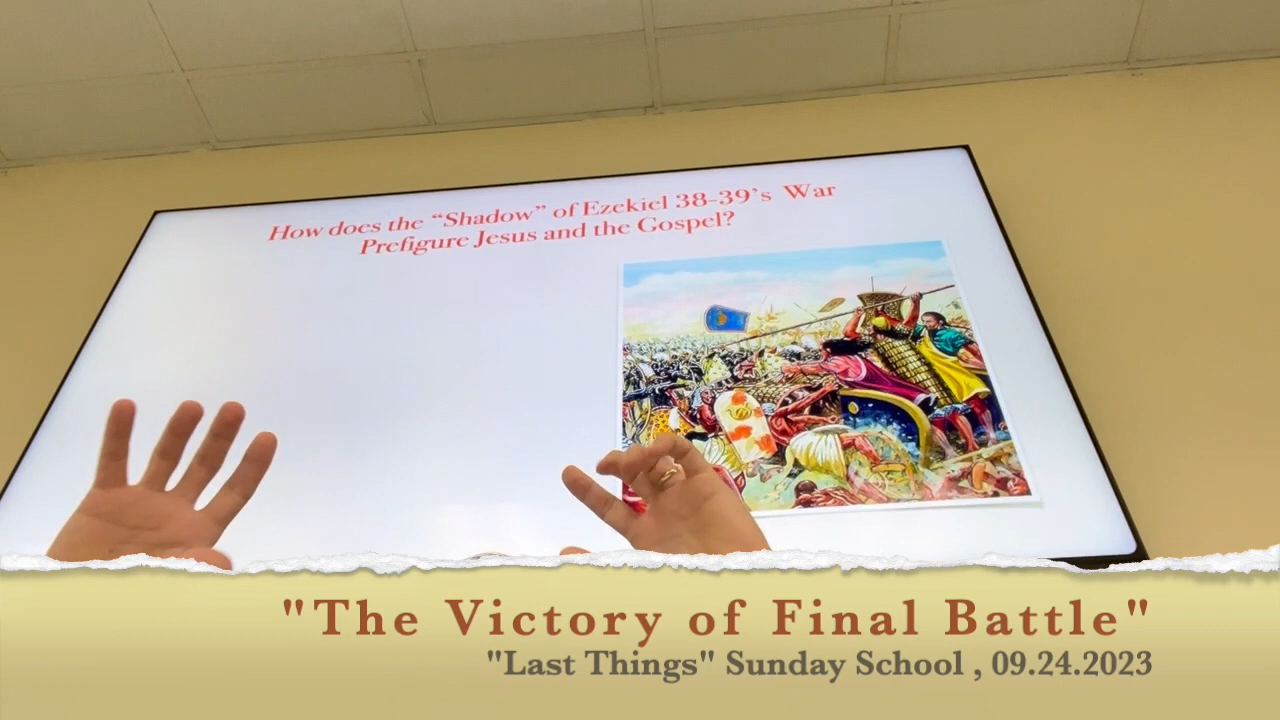 How does the “Shadow” of Ezekiel 38-39’s War
Prefigure Jesus and the Gospel?
"The Victory of Final Battle"
"Last Things" Sunday School , 09.24.2023